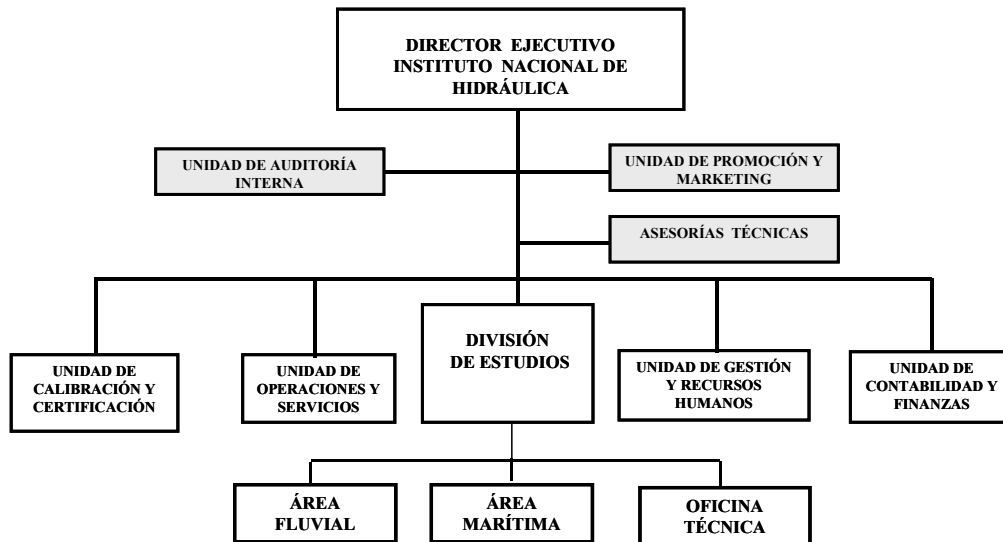 DIRECTOR EJECUTIVO
INSTITUTO NACIONAL DE
HIDRÁULICA
UNIDAD DE AUDITORÍA
INTERNA
UNIDAD DE PROMOCIÓN Y
MARKETING
ASESORÍAS TÉCNICAS
UNIDAD DE
CALIBRACIÓN Y
CERTIFICACIÓN
UNIDAD DE
OPERACIONES Y
SERVICIOS
DIVISIÓN
DE ESTUDIOS
UNIDAD DE GESTIÓN
Y RECURSOS
HUMANOS
UNIDAD DE
CONTABILIDAD Y
FINANZAS
ÁREA
FLUVIAL
ÁREA
MARÍTIMA
OFICINA
TÉCNICA